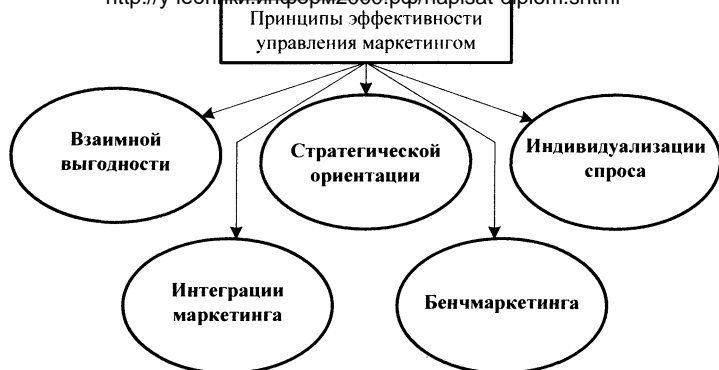 Принципы эффективности
управления маркетингом
Взаимной
выгодности
Стратегической
ориентации
Индивидуализации
спроса
Интеграции
маркетинга
Бенчмаркетинга